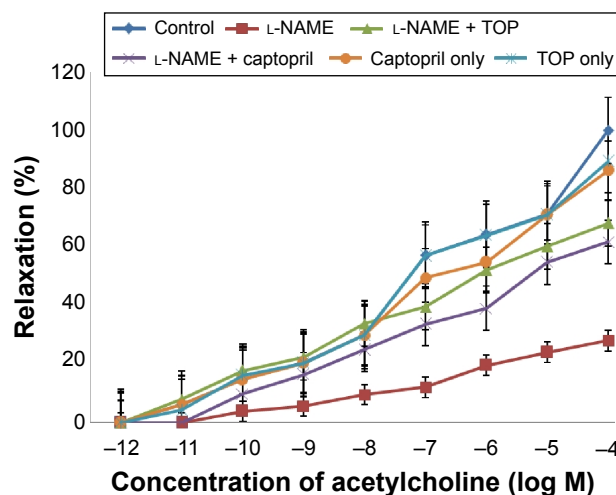 Control L-NAME L-NAME + TOP
L-NAME + captopril Captopril only TOP only
120
100
80
60
40
20
0
Relaxation (%)
–12 –11 –10 –9 –8 –7 –6 –5 –4
Concentration of acetylcholine (log M)